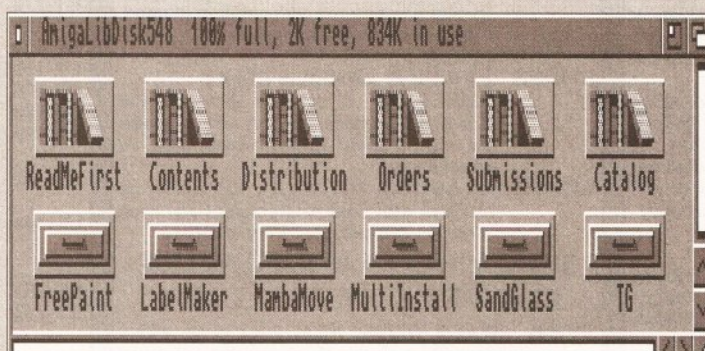 AmigaLibDisk548 100% full, 2K free, 834K in use
ReadMeFirst Contents Distribution Orders Submissions Catalog
FreePaint LabelMaker MambaMove MultiInstall SandGlass TG